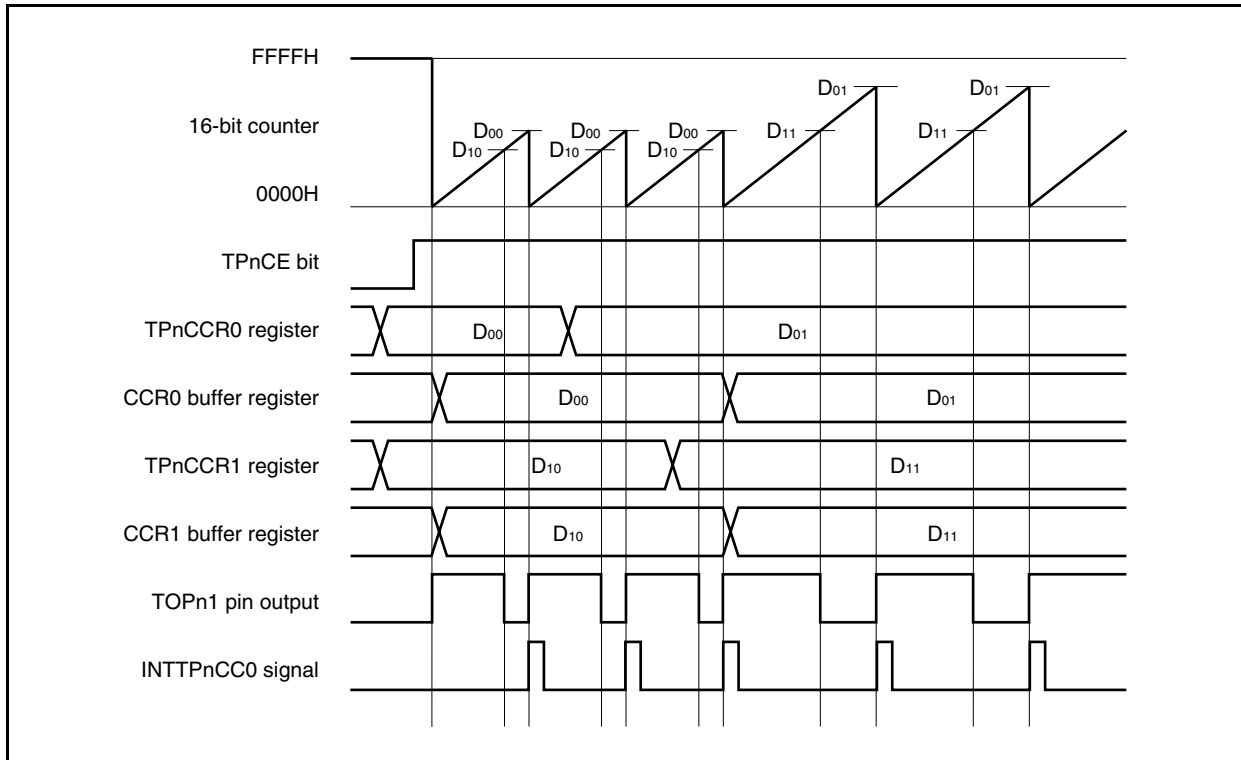 FFFFH
16-bit counter
0000H
D00 D10 D00 D10 D00 D10 D11 D01 D11 D01
TPnCE bit
TPnCCR0 register D00 D01
CCR0 buffer register D00 D01
TPnCCR1 register D10 D11
CCR1 buffer register D10 D11
TOPn1 pin output
INTTPnCC0 signal